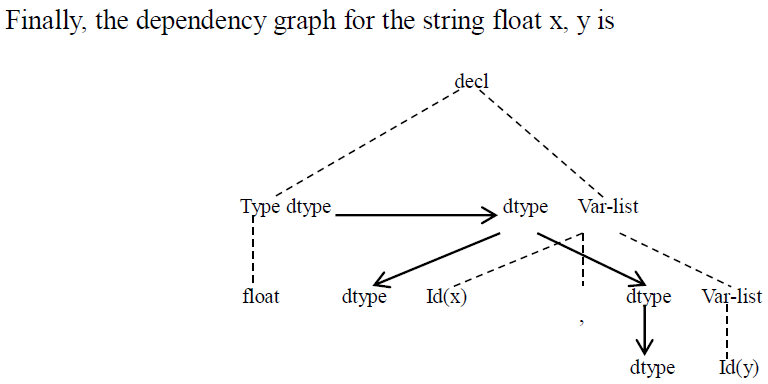 Finally, the dependency graph for the string float x, y is
decl
Type dtype dtype Var-list
float dtype Id(x) dtype Var-list
,
dtype Id(y)